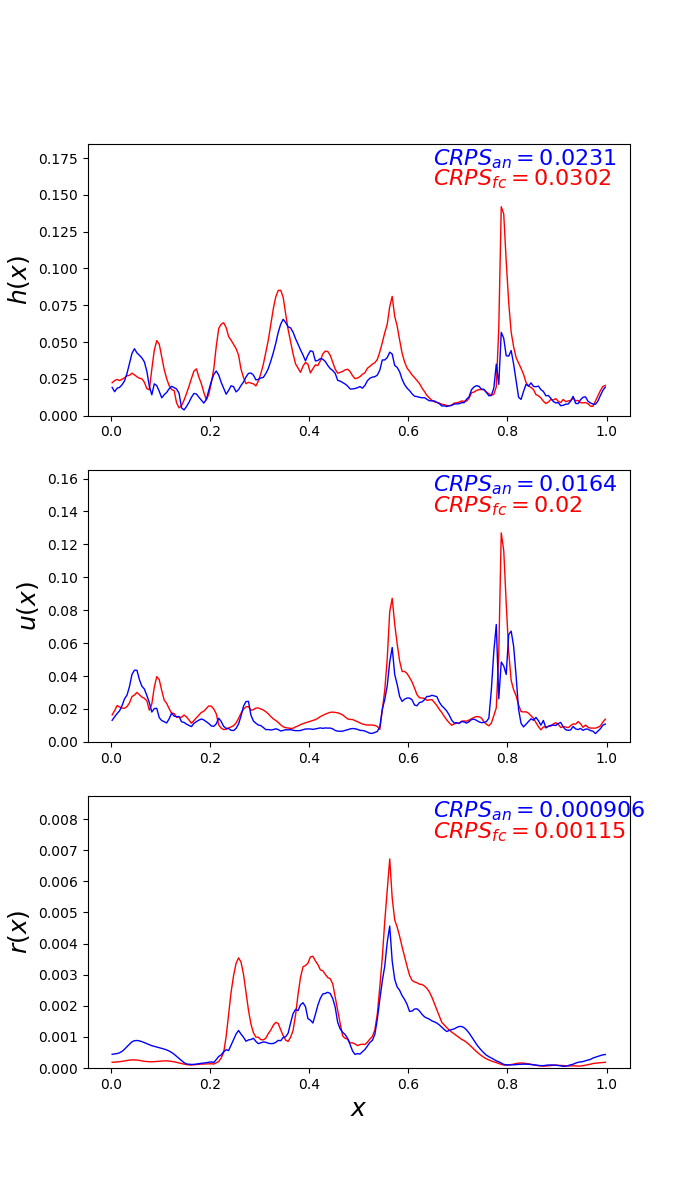 CRPS_an = 0.0231
CRPS_fc = 0.0302
h(x)
0.175
0.150
0.125
0.100
0.075
0.050
0.025
0.000
0.0 0.2 0.4 0.6 0.8 1.0
CRPS_an = 0.0164
CRPS_fc = 0.02
u(x)
0.16
0.14
0.12
0.10
0.08
0.06
0.04
0.02
0.00
0.0 0.2 0.4 0.6 0.8 1.0
CRPS_an = 0.000906
CRPS_fc = 0.00115
r(x)
0.008
0.007
0.006
0.005
0.004
0.003
0.002
0.001
0.000
0.0 0.2 0.4 0.6 0.8 1.0
x